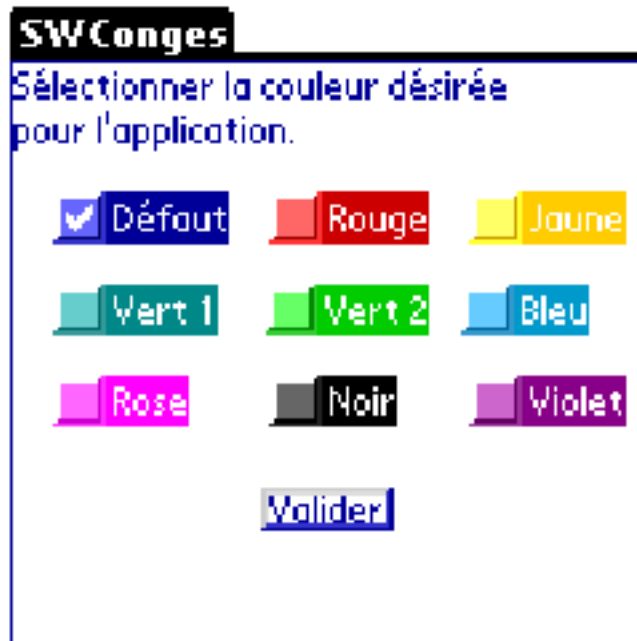 SWConges
Sélectionner la couleur désirée
pour l'application.
Défaut Rouge Jaune
Vert 1 Vert 2 Bleu
Rose Noir Violet
Valider